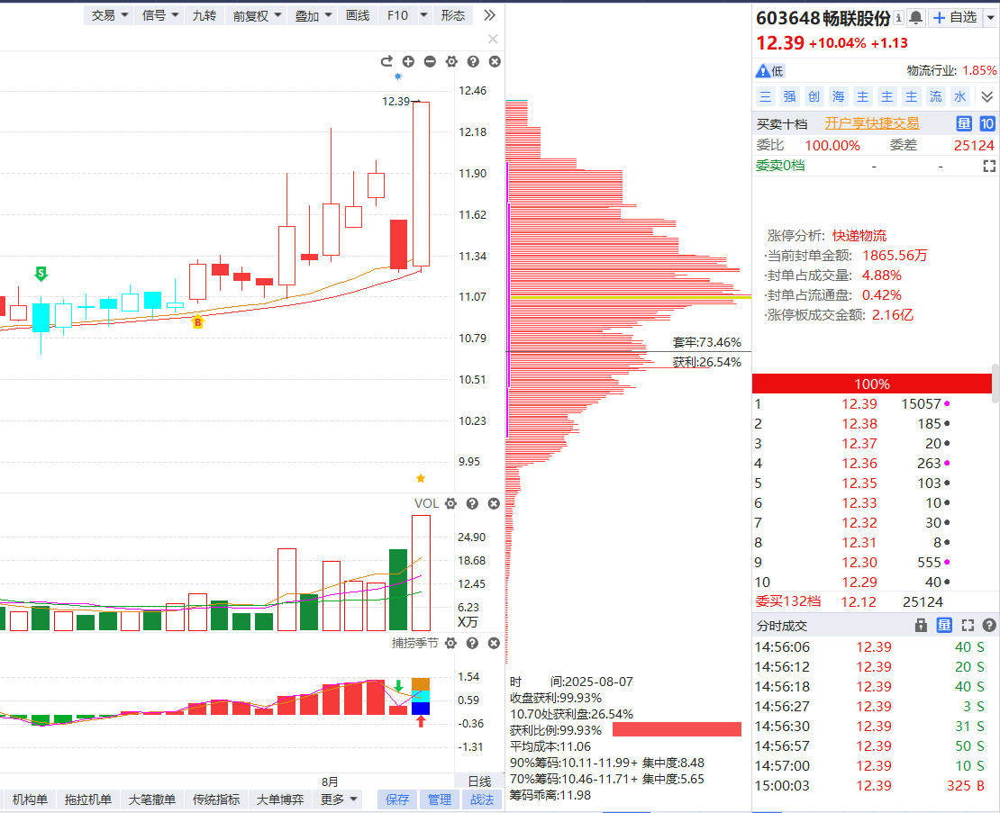 交易 信号 九转 前复权 叠加 画线 F10 形态
12.46
12.39
12.18
11.90
11.62
11.34
S
11.07
B
10.79
10.51
10.23
9.95
VOL
24.90
18.68
12.45
6.23
X万
捕捞季节
1.54
0.59
-0.36
-1.31
8月
日线
机构单 拖拉机单 大笔撤单 传统指标 大单博弈 更多 保存 管理 战法
套牢:73.46%
获利:26.54%
时 间:2025-08-07
收盘获利:99.93%
10.70处获利盘:26.54%
获利比例:99.93%
平均成本:11.06
90%筹码:10.11-11.99+ 集中度:8.48
70%筹码:10.46-11.71+ 集中度:5.65
筹码乖离:11.98
603648畅联股份 自选
12.39 +10.04% +1.13
低 物流行业: 1.85%
三 强 创 海 主 主 主 流 水
买卖十档 开户享快捷交易 量 10
委比 100.00% 委差 25124
委卖0档 - -
涨停分析: 快递物流
·当前封单金额: 1865.56万
·封单占成交量: 4.88%
·封单占流通盘: 0.42%
·涨停板成交金额: 2.16亿
100%
1 12.39 15057
2 12.38 185
3 12.37 20
4 12.36 263
5 12.35 103
6 12.33 10
7 12.32 30
8 12.31 8
9 12.30 555
10 12.29 40
委买132档 12.12 25124
分时成交 量
14:56:06 12.39 40 S
14:56:12 12.39 20 S
14:56:18 12.39 40 S
14:56:27 12.39 3 S
14:56:30 12.39 31 S
14:56:57 12.39 50 S
14:57:00 12.39 10 S
15:00:03 12.39 325 B